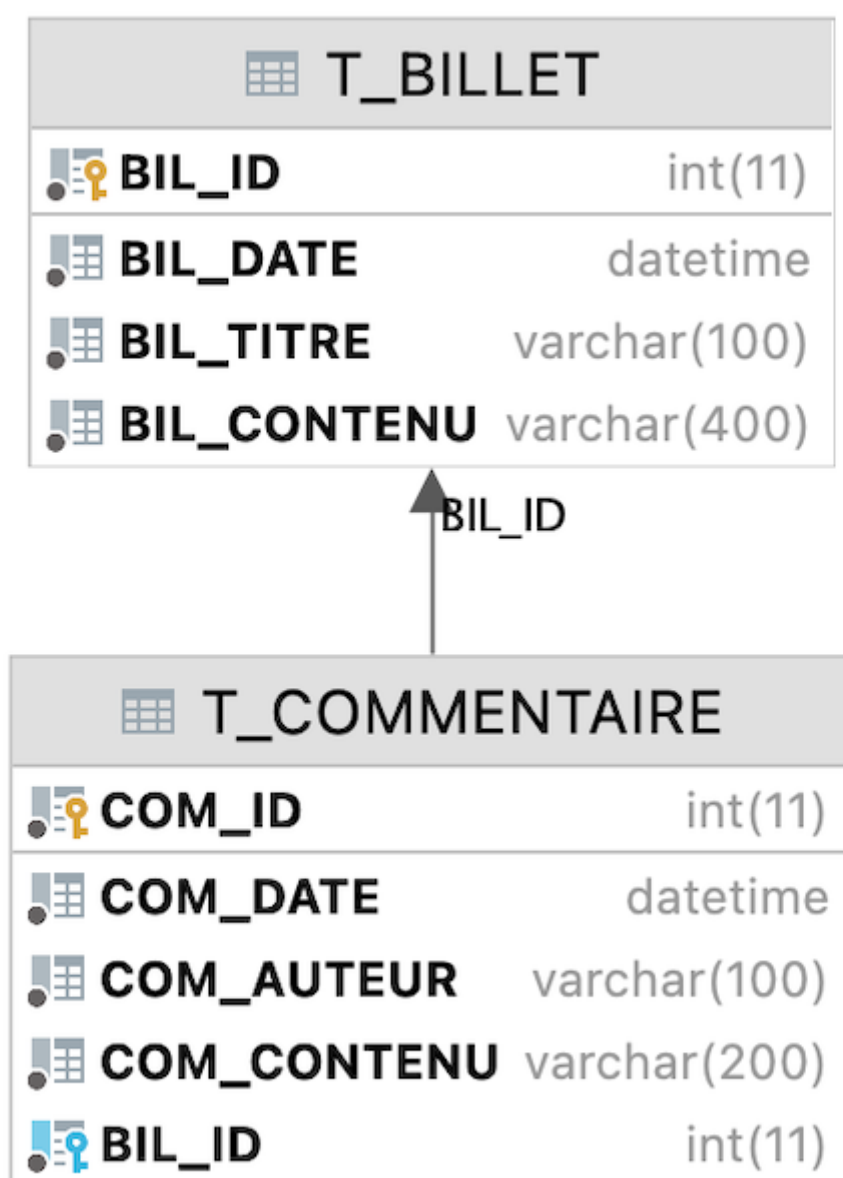 T_BILLET
BIL_ID int(11)
BIL_DATE datetime
BIL_TITRE varchar(100)
BIL_CONTENU varchar(400)
BIL_ID
T_COMMENTAIRE
COM_ID int(11)
COM_DATE datetime
COM_AUTEUR varchar(100)
COM_CONTENU varchar(200)
BIL_ID int(11)